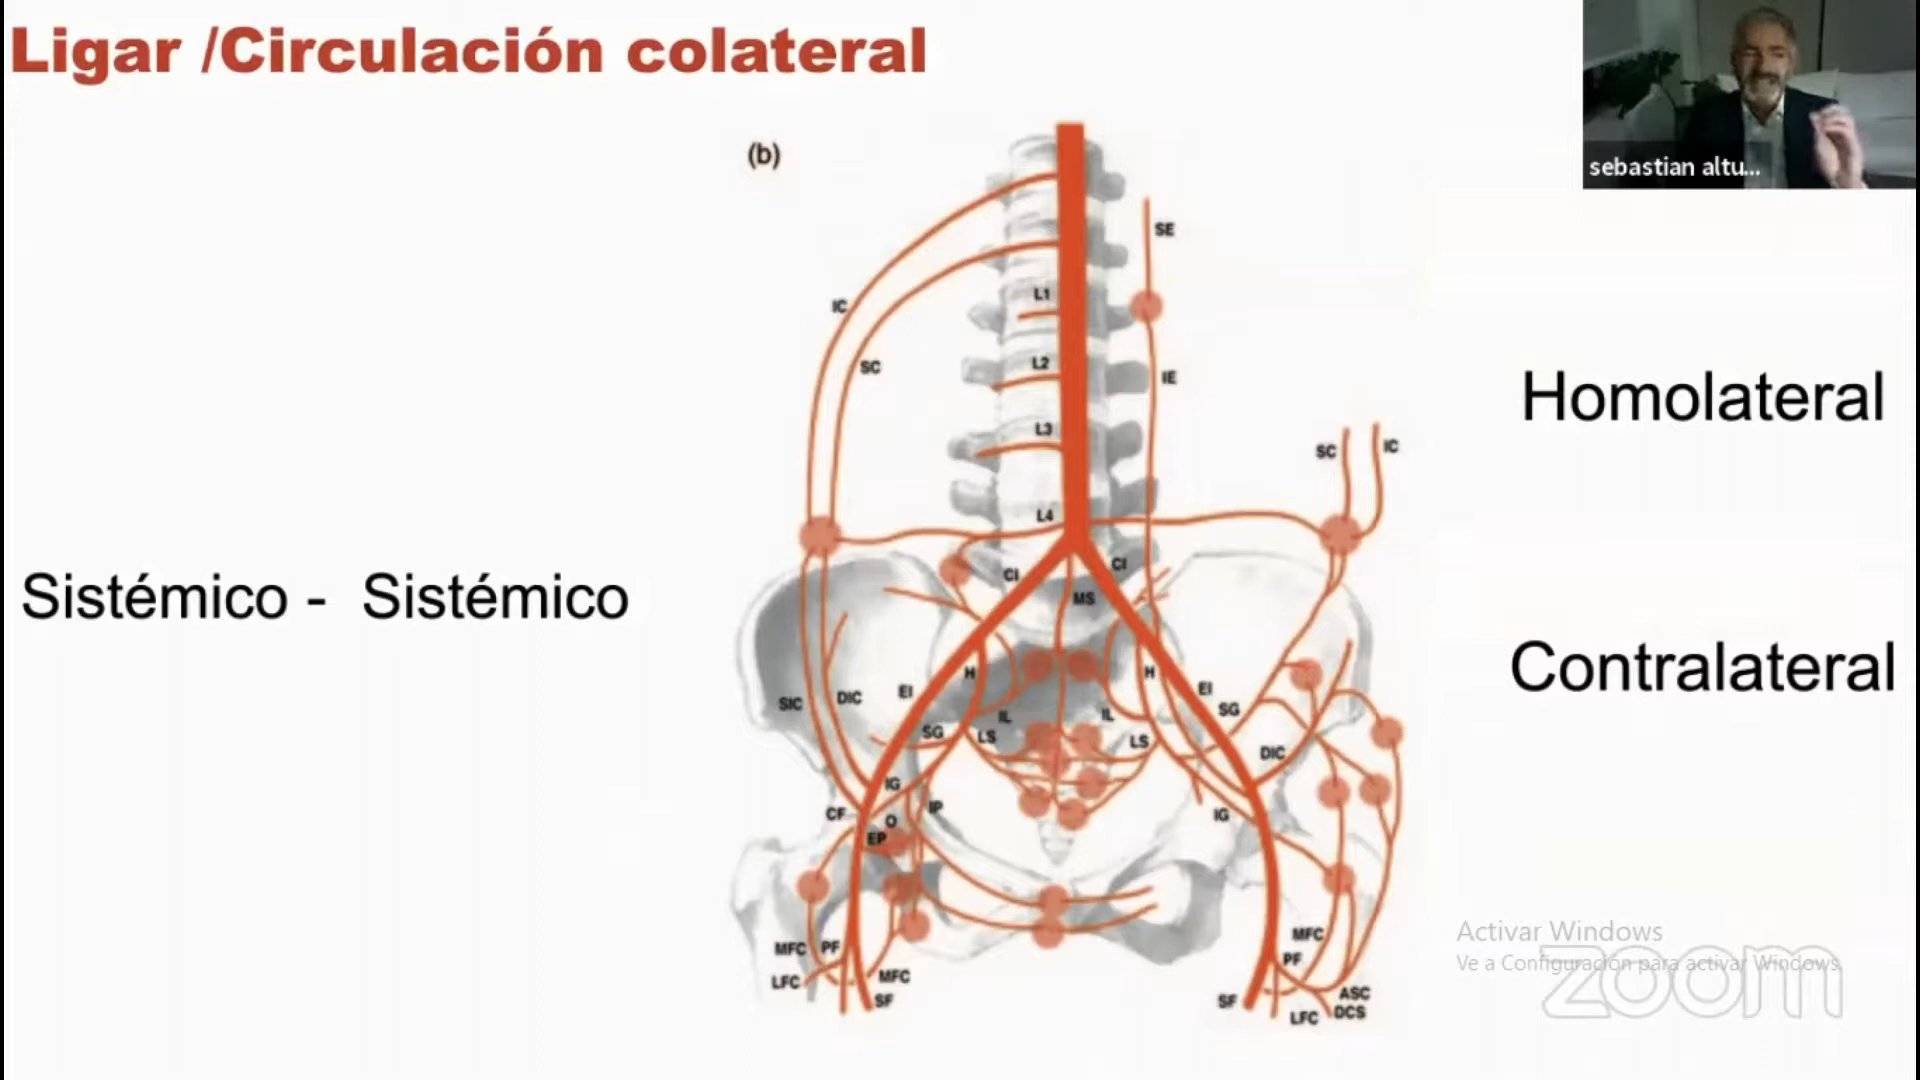 Ligar /Circulación colateral
sebastian altu...
(b)
SE
L1
IC
L2
SC
IE
Homolateral
L3
SC
IC
L4
CI
CI
Sistémico - Sistémico
MS
Contralateral
H
H
SIC
DIC
EI
EI
SG
IL
IL
SG
LS
LS
DIC
IG
IP
CF
O
IG
EP
MFC
PF
MFC
Activar Windows
PF
Ve a Configuración para activar Windows.
LFC
MFC
SF
SF
ASC
zoom
LFC
DCS